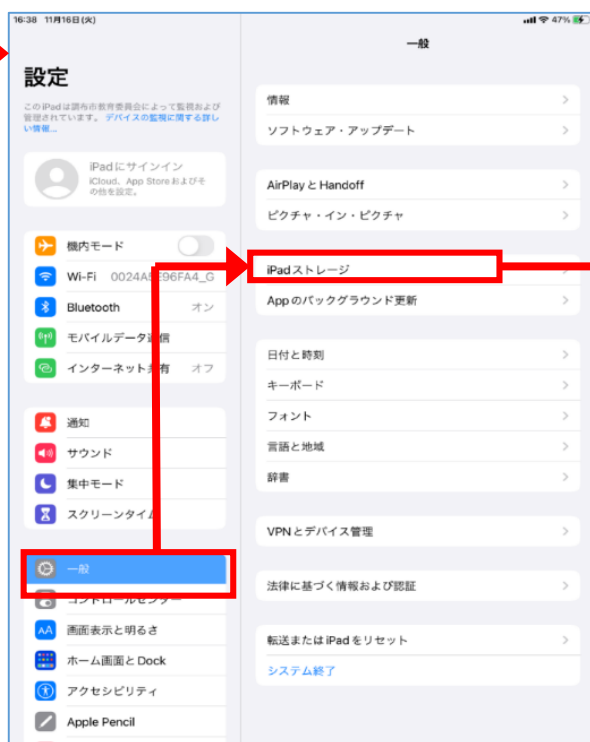 16:38 11月16日(火)
47%
設定
このiPadは調布市教育委員会によって監視および
管理されています。デバイスの監視に関する詳し
い情報...
iPadにサインイン
iCloud、App Storeおよびそ
の他を設定。
機内モード
Wi-Fi
Bluetooth オン
モバイルデータ通信
インターネット共有 オフ
通知
サウンド
集中モード
スクリーンタイム
一般
コントロールセンター
画面表示と明るさ
ホーム画面とDock
アクセシビリティ
Apple Pencil
一般
情報
ソフトウェア・アップデート
AirPlayとHandoff
ピクチャ・イン・ピクチャ
iPadストレージ
Appのバックグラウンド更新
日付と時刻
キーボード
フォント
言語と地域
辞書
VPNとデバイス管理
法律に基づく情報および認証
転送またはiPadをリセット
システム終了